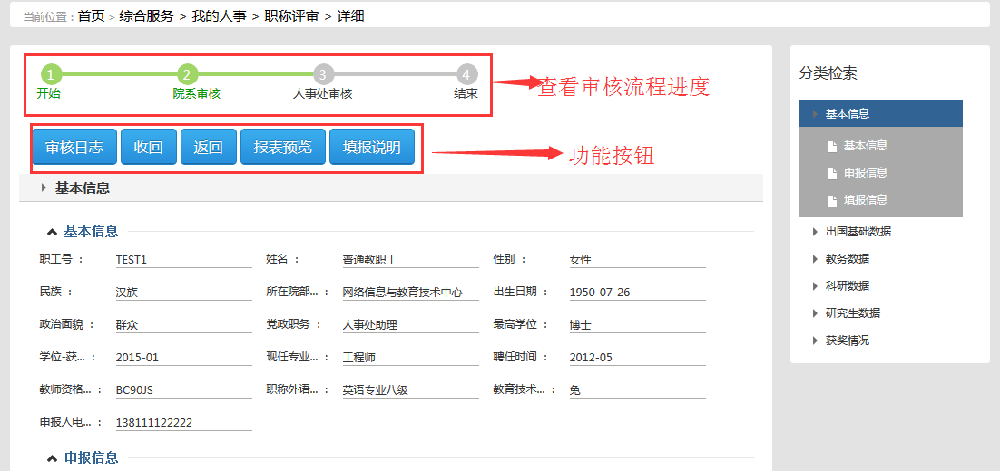 当前位置：首页 > 综合服务 > 我的人事 > 职称评审 > 详细
1 2 3 4
开始 院系审核 人事处审核 结束
查看审核流程进度
审核日志 收回 返回 报表预览 填报说明
功能按钮
基本信息
基本信息
职工号 ： TEST1 姓名 ： 普通教职工 性别 ： 女性
民族 ： 汉族 所在院部... ： 网络信息与教育技术中心 出生日期 ： 1950-07-26
政治面貌 ： 群众 党政职务 ： 人事处助理 最高学位 ： 博士
学位-获... ： 2015-01 现任专业... ： 工程师 聘任时间 ： 2012-05
教师资格... ： BC90JS 职称外语... ： 英语专业八级 教育技术... ： 免
申报人电... ： 138111122222
申报信息
分类检索
基本信息
基本信息
申报信息
填报信息
出国基础数据
教务数据
科研数据
研究生数据
获奖情况